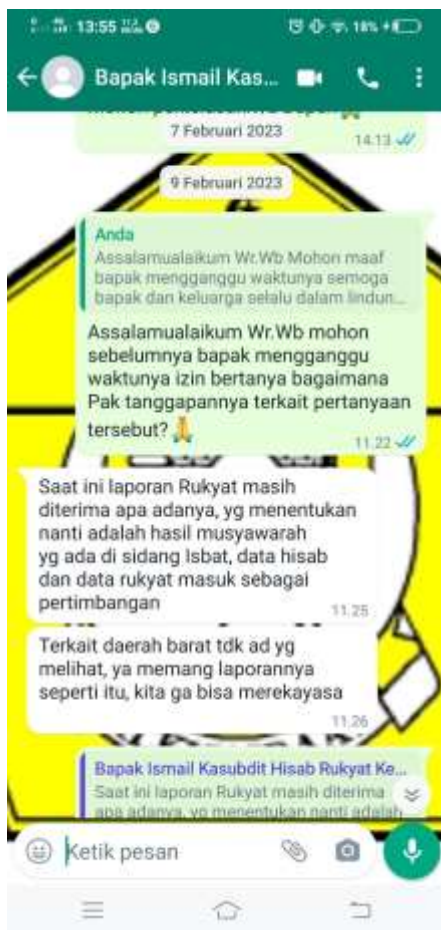 13:55
18%
Bapak Ismail Kas...
7 Februari 2023
14.13
9 Februari 2023
Anda
Assalamualaikum Wr.Wb Mohon maaf
bapak mengganggu waktunya semoga
bapak dan keluarga selalu dalam lindun...
Assalamualaikum Wr.Wb mohon
sebelumnya bapak mengganggu
waktunya izin bertanya bagaimana
Pak tanggapannya terkait pertanyaan
tersebut?🙏
11.22
Saat ini laporan Rukyat masih
diterima apa adanya, yg menentukan
nanti adalah hasil musyawarah
yg ada di sidang Isbat, data hisab
dan data rukyat masuk sebagai
pertimbangan
11.25
Terkait daerah barat tdk ad yg
melihat, ya memang laporannya
seperti itu, kita ga bisa merekayasa
11.26
Bapak Ismail Kasubdit Hisab Rukyat Ke...
Saat ini laporan Rukyat masih diterima
apa adanya, yg menentukan nanti adalah
Ketik pesan